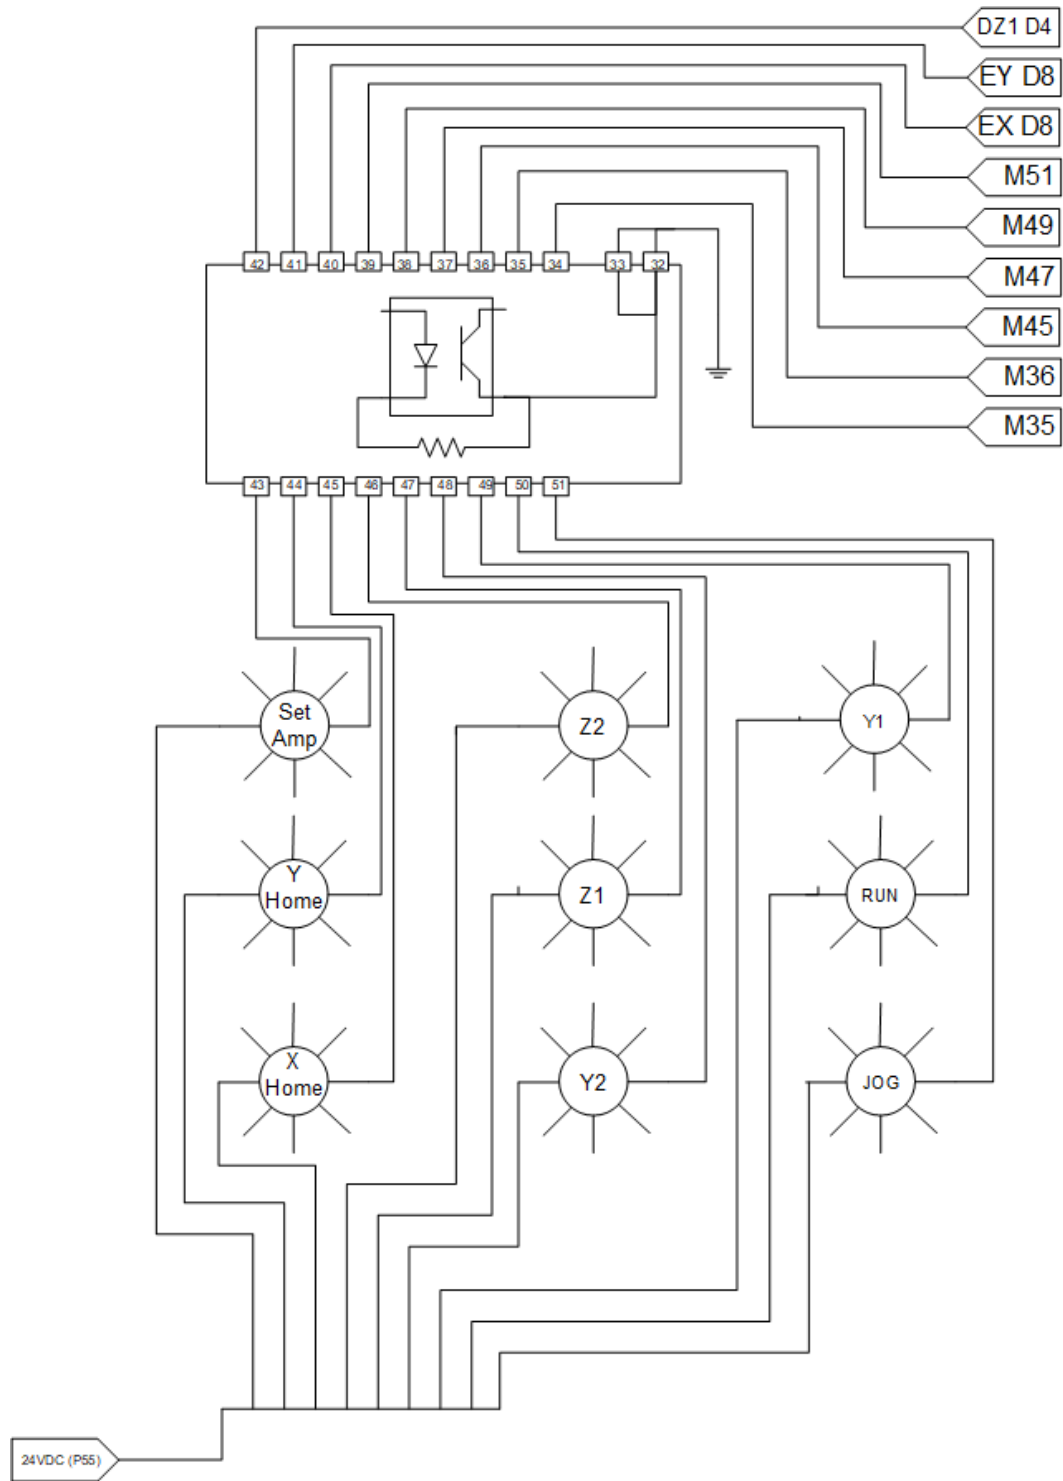 DZ1 D4
EY D8
EX D8
M51
M49
M47
M45
M36
M35
42 41 40 39 38 37 36 35 34 33 32
43 44 45 46 47 48 49 50 51
Set
Amp
Z2
Y1
Y
Home
Z1
RUN
X
Home
Y2
JOG
24VDC (P55)